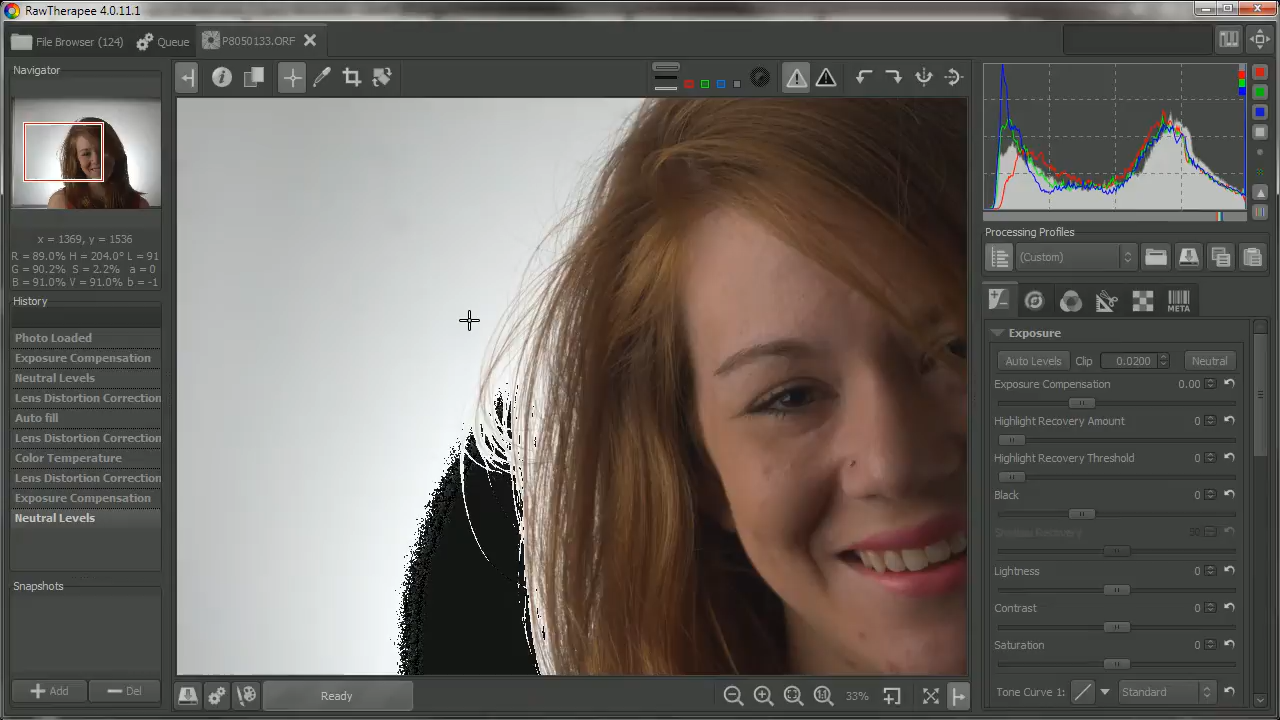 RawTherapee 4.0.11.1
File Browser (124)
Queue
P8050133.ORF
Navigator
x = 1369, y = 1536
R = 89.0% H = 204.0° L = 91
G = 90.2% S = 2.2% a = 0
B = 91.0% V = 91.0% b = -1
History
Photo Loaded
Exposure Compensation
Neutral Levels
Lens Distortion Correction
Auto fill
Lens Distortion Correction
Color Temperature
Lens Distortion Correction
Exposure Compensation
Neutral Levels
Snapshots
Add
Del
Ready
33%
Processing Profiles
(Custom)
META
Exposure
Auto Levels Clip 0.0200 Neutral
Exposure Compensation 0.00
Highlight Recovery Amount 0
Highlight Recovery Threshold 0
Black 0
Shadow Recovery 50
Lightness 0
Contrast 0
Saturation 0
Tone Curve 1: Standard